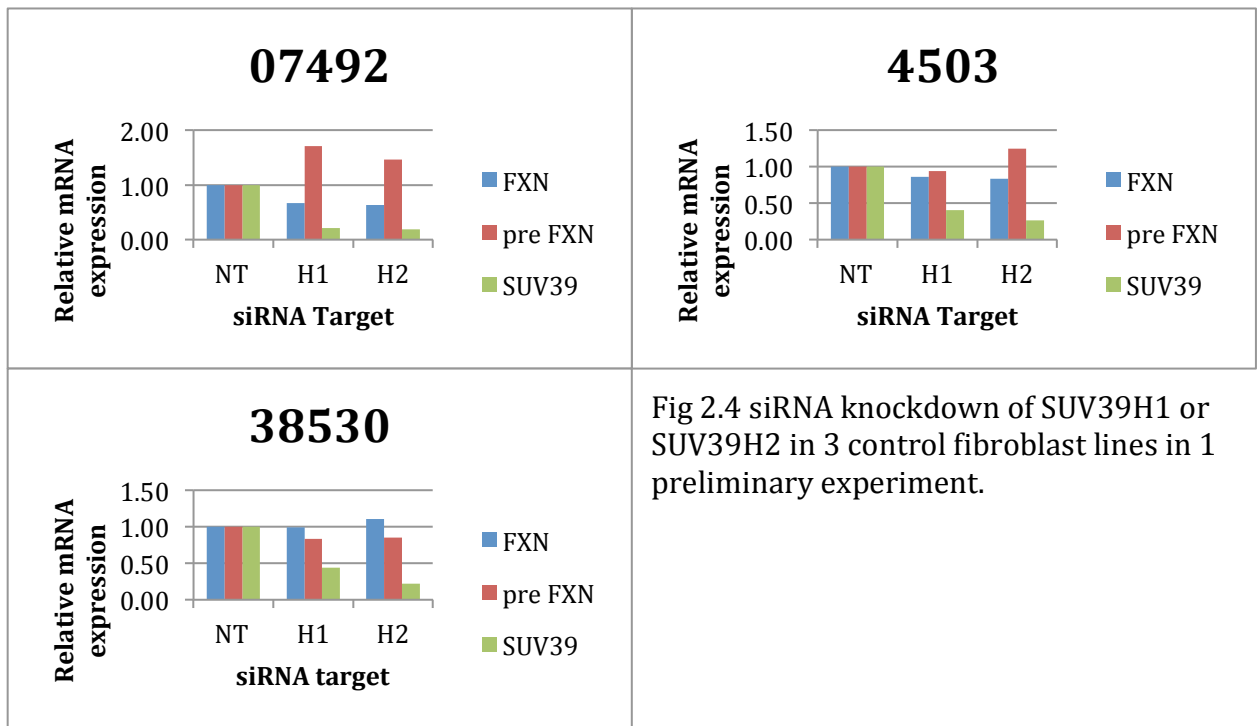 07492
Relative mRNA
expression
2.00
1.00
0.00
NT H1 H2
siRNA Target
FXN
pre FXN
SUV39
4503
Relative mRNA
expression
1.50
1.00
0.50
0.00
NT H1 H2
siRNA Target
FXN
pre FXN
SUV39
38530
Relative mRNA
expression
1.50
1.00
0.50
0.00
NT H1 H2
siRNA target
FXN
pre FXN
SUV39
Fig 2.4 siRNA knockdown of SUV39H1 or
SUV39H2 in 3 control fibroblast lines in 1
preliminary experiment.